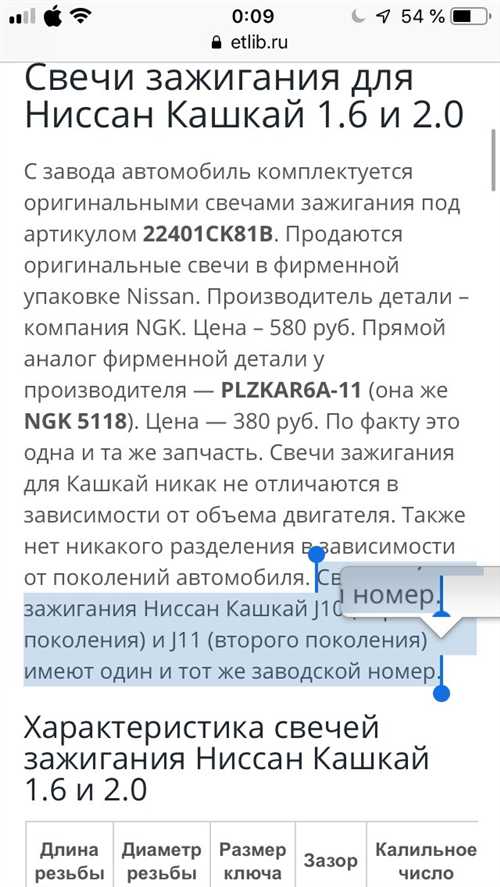 0:09
54 %
etlib.ru
Свечи зажигания для
Ниссан Кашкай 1.6 и 2.0
С завода автомобиль комплектуется
оригинальными свечами зажигания под
артикулом 22401CK81B. Продаются
оригинальные свечи в фирменной
упаковке Nissan. Производитель детали –
компания NGK. Цена – 580 руб. Прямой
аналог фирменной детали у
производителя — PLZKAR6A-11 (она же
NGK 5118). Цена — 380 руб. По факту это
одна и та же запчасть. Свечи зажигания
для Кашкай никак не отличаются в
зависимости от объема двигателя. Также
нет никакого разделения в зависимости
от поколений автомобиля.
номер.
зажигания Ниссан Кашкай J10
поколения) и J11 (второго поколения)
имеют один и тот же заводской номер.
Характеристика свечей
зажигания Ниссан Кашкай
1.6 и 2.0
Длина резьбы
Диаметр резьбы
Размер ключа
Зазор
Калильное число